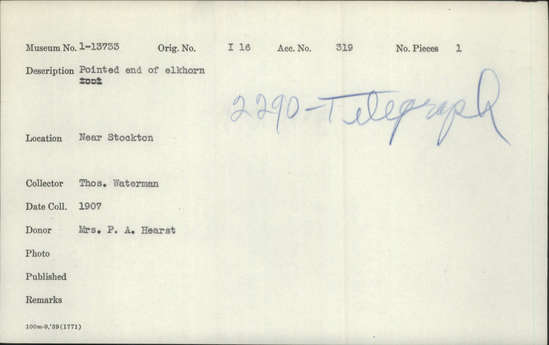 Museum No. 1-13733 Orig. No. I 16 Acc. No. 319 No. Pieces 1
Description Pointed end of elkhorn
tool
2290-Telegraph
Location Near Stockton
Collector Thos. Waterman
Date Coll. 1907
Donor Mrs. P. A. Hearst
Photo
Published
Remarks
100m-9,'39(1771)